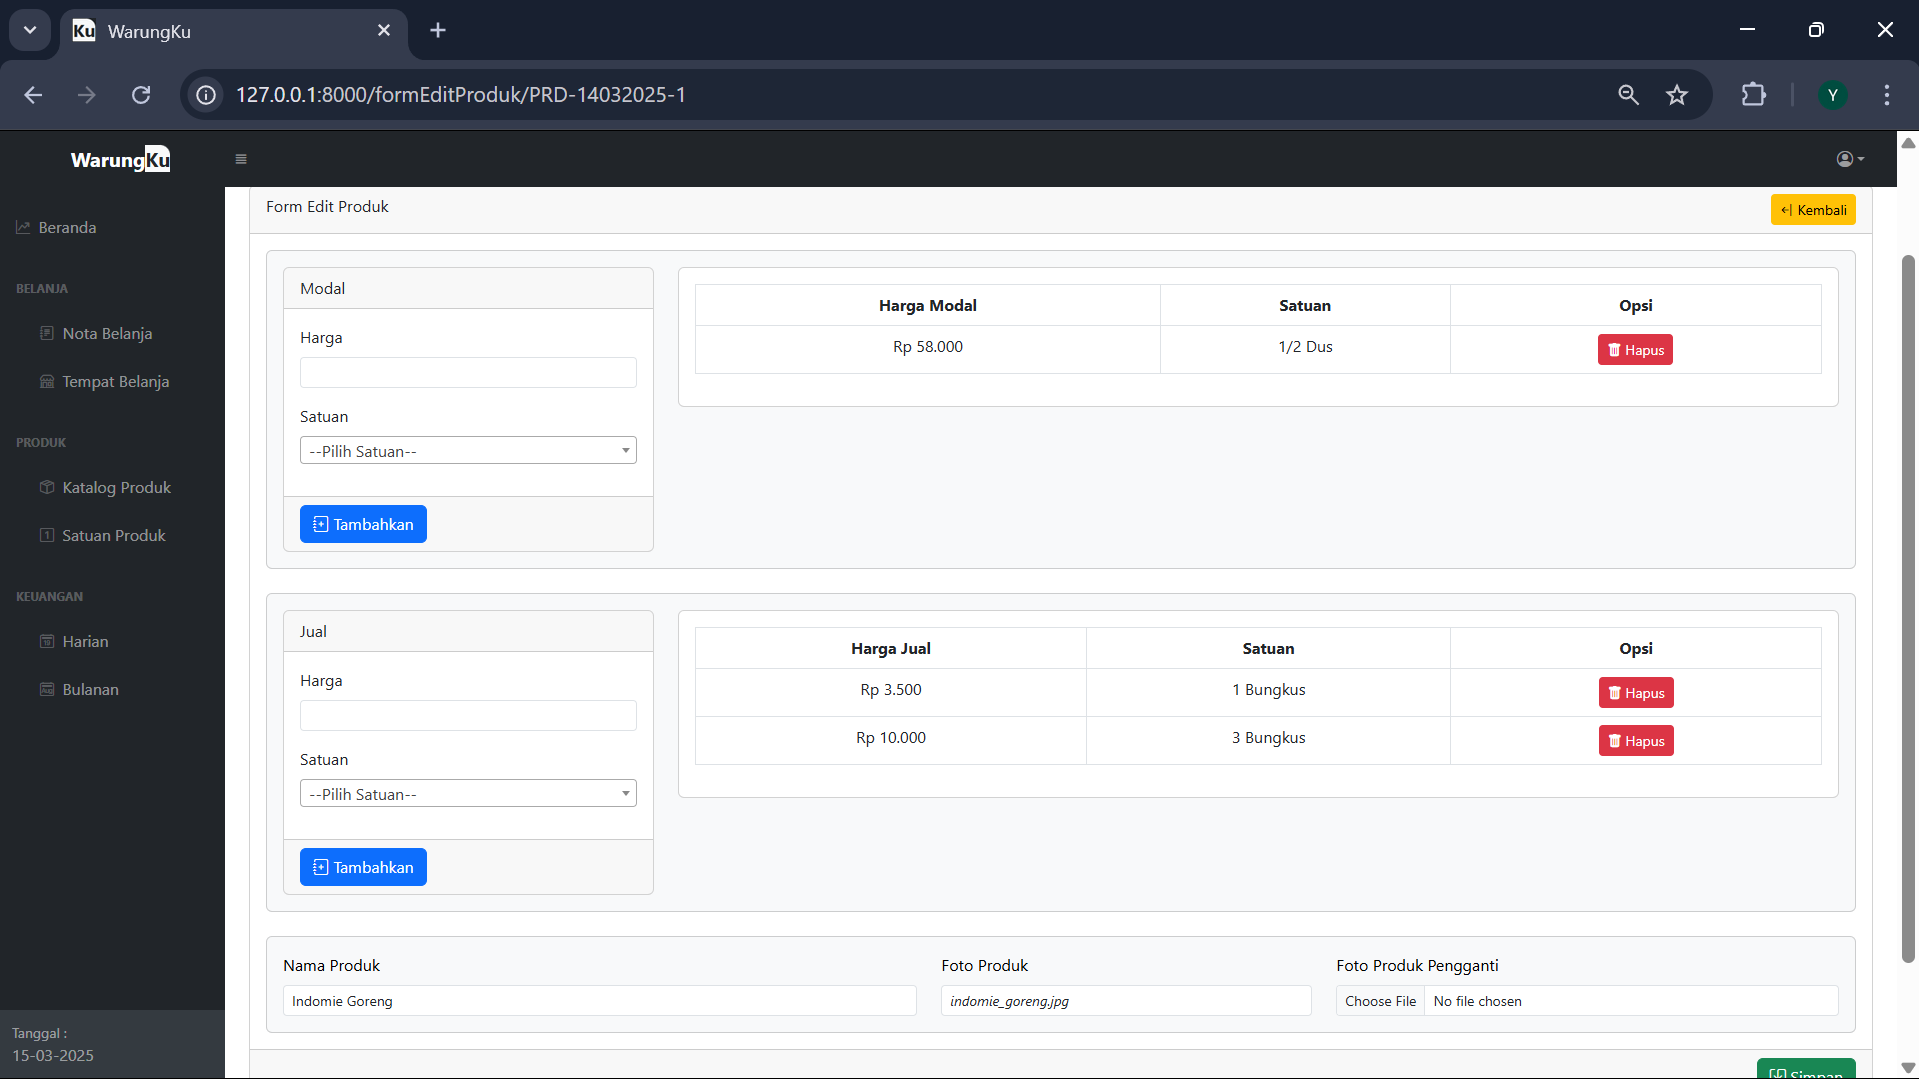 Ku WarungKu
127.0.0.1:8000/formEditProduk/PRD-14032025-1
Y
WarungKu
Beranda
BELANJA
Nota Belanja
Tempat Belanja
PRODUK
Katalog Produk
Satuan Produk
KEUANGAN
Harian
Bulanan
Tanggal :
15-03-2025
Form Edit Produk
Kembali
Modal
Harga
Satuan
--Pilih Satuan--
Tambahkan
Harga Modal Satuan Opsi
Rp 58.000 1/2 Dus Hapus
Jual
Harga
Satuan
--Pilih Satuan--
Tambahkan
Harga Jual Satuan Opsi
Rp 3.500 1 Bungkus Hapus
Rp 10.000 3 Bungkus Hapus
Nama Produk
Indomie Goreng
Foto Produk
indomie_goreng.jpg
Foto Produk Pengganti
Choose File No file chosen
Simpan